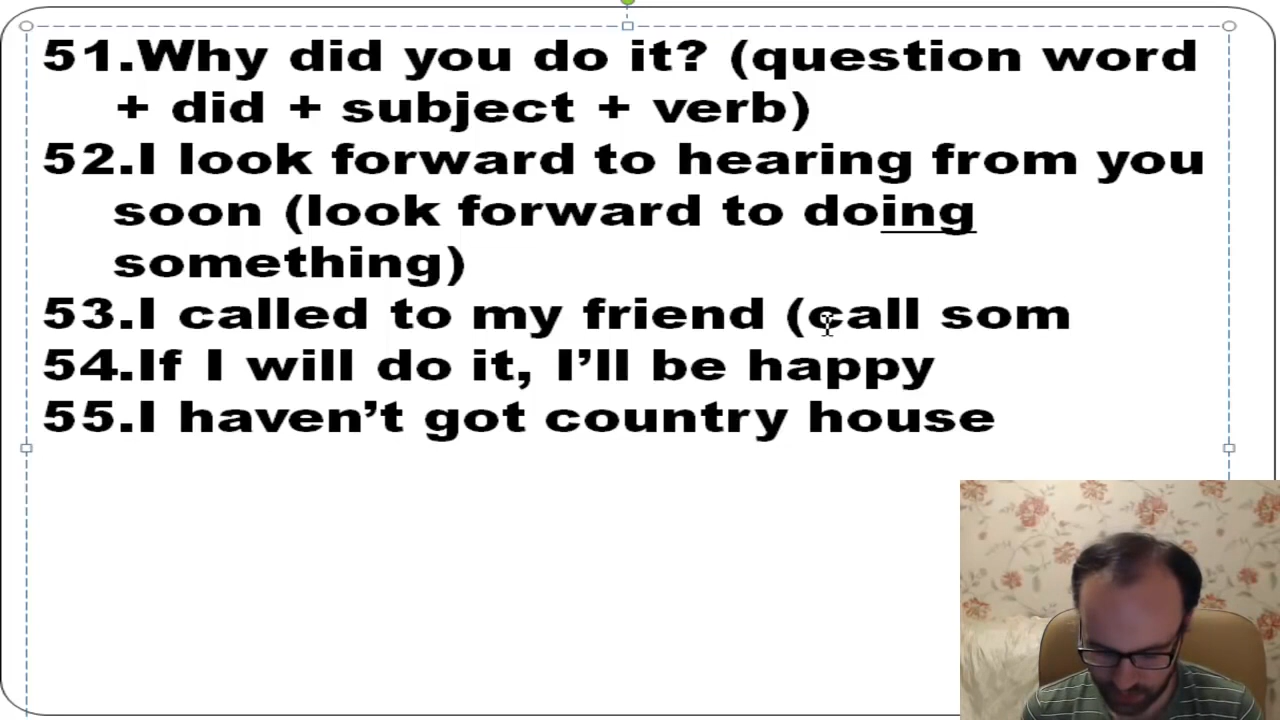 51.Why did you do it? (question word
+ did + subject + verb)
52.I look forward to hearing from you
soon (look forward to doing
something)
53.I called to my friend (call som
54.If I will do it, I’ll be happy
55.I haven’t got country house